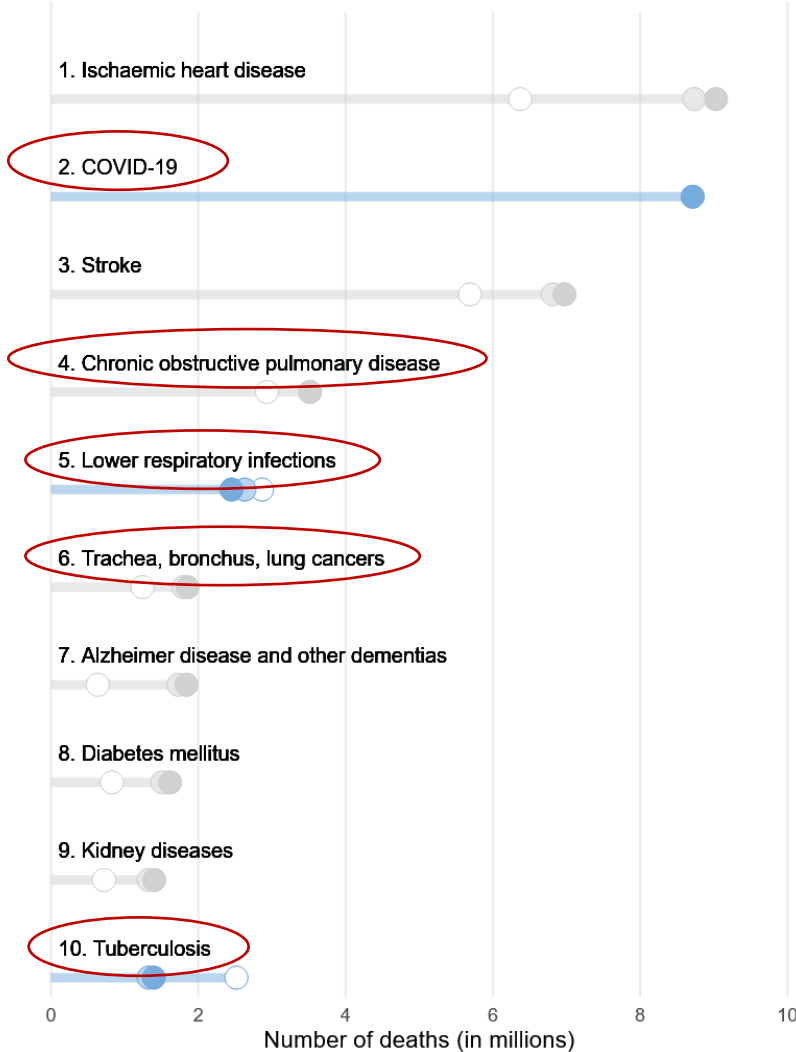 1. Ischaemic heart disease
2. COVID-19
3. Stroke
4. Chronic obstructive pulmonary disease
5. Lower respiratory infections
6. Trachea, bronchus, lung cancers
7. Alzheimer disease and other dementias
8. Diabetes mellitus
9. Kidney diseases
10. Tuberculosis
0 2 4 6 8 10
Number of deaths (in millions)